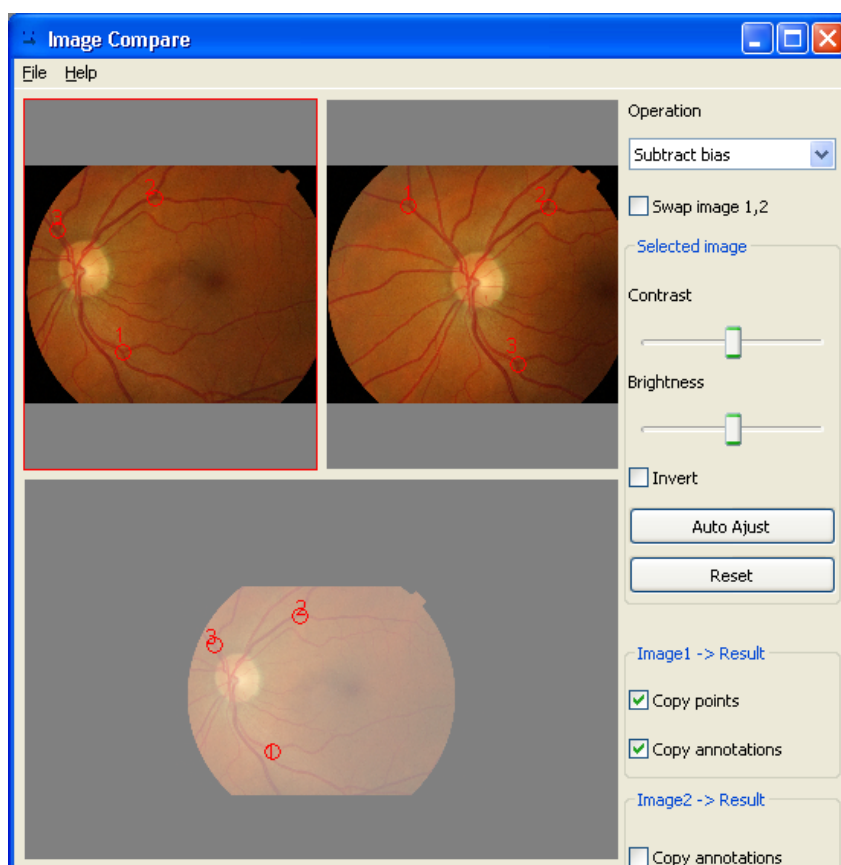 Image Compare
File Help
Operation
Subtract bias
Swap image 1,2
Selected image
Contrast
Brightness
Invert
Auto Ajust
Reset
Image1 -> Result
Copy points
Copy annotations
Image2 -> Result
Copy annotations
3
2
1
1
2
3
3
2
1